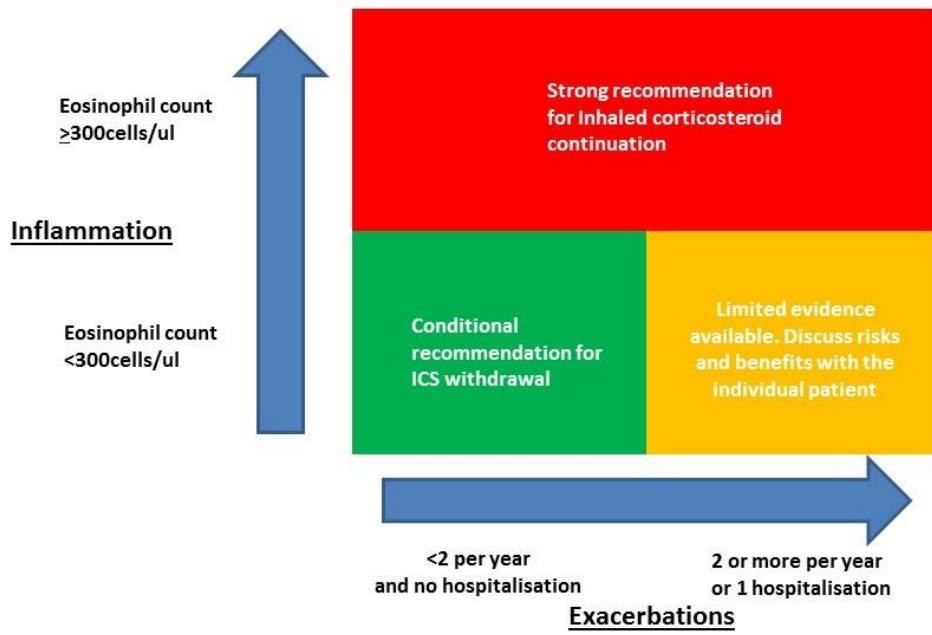 Eosinophil count
≥300cells/ul
Strong recommendation
for Inhaled corticosteroid
continuation
Inflammation
Eosinophil count
<300cells/ul
Conditional
recommendation for
ICS withdrawal
Limited evidence
available. Discuss risks
and benefits with the
individual patient
<2 per year
and no hospitalisation
2 or more per year
or 1 hospitalisation
Exacerbations